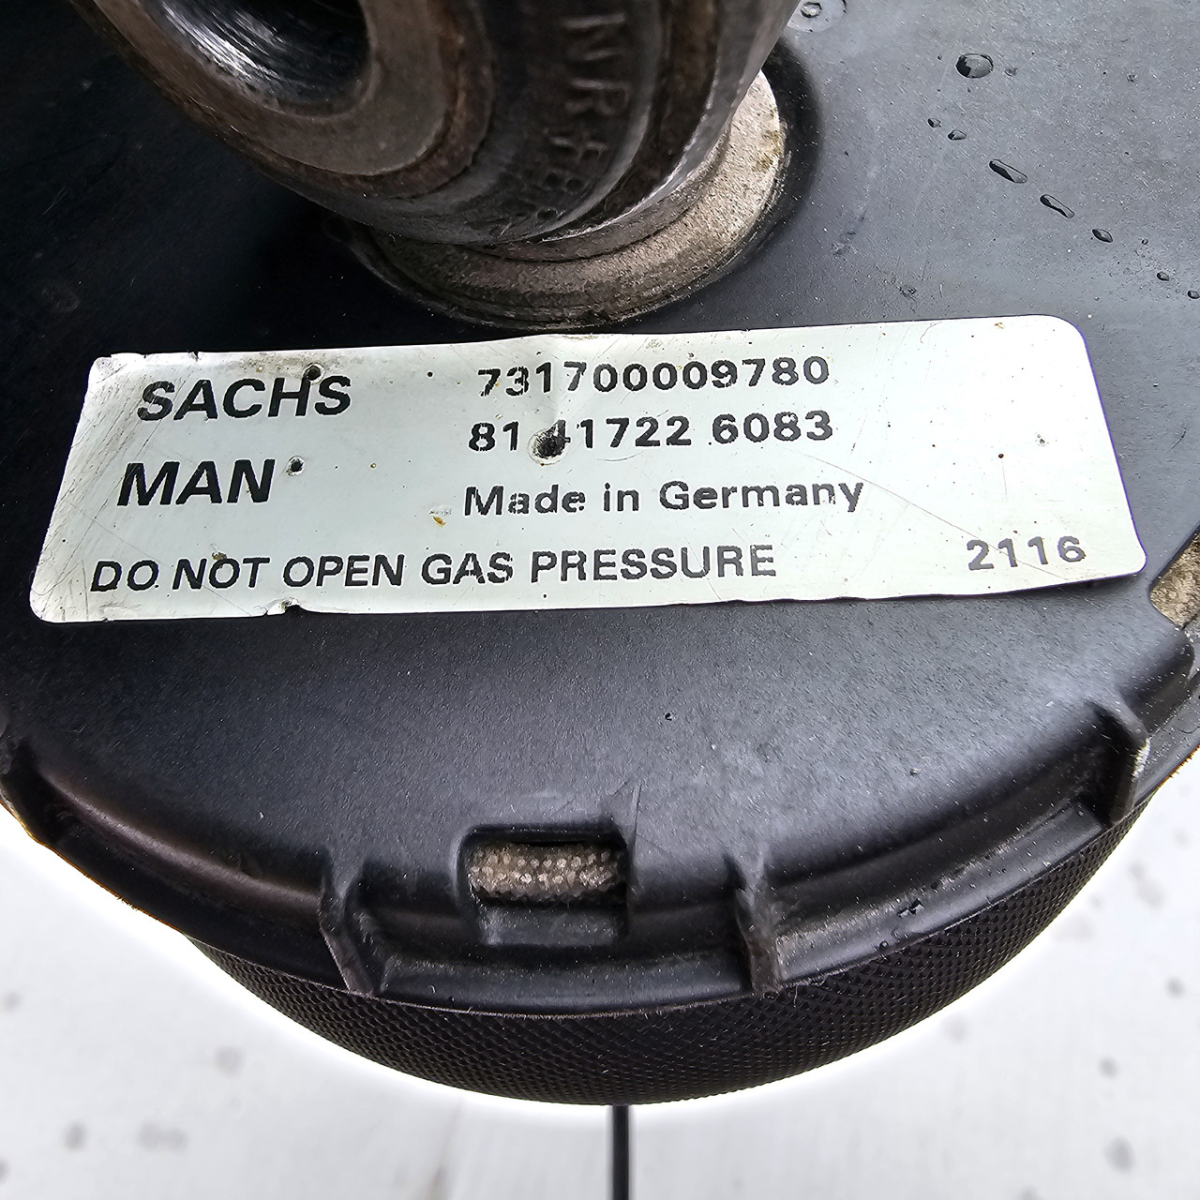 SACHS 731700009780
81 41722 6083
MAN Made in Germany
DO NOT OPEN GAS PRESSURE 2116